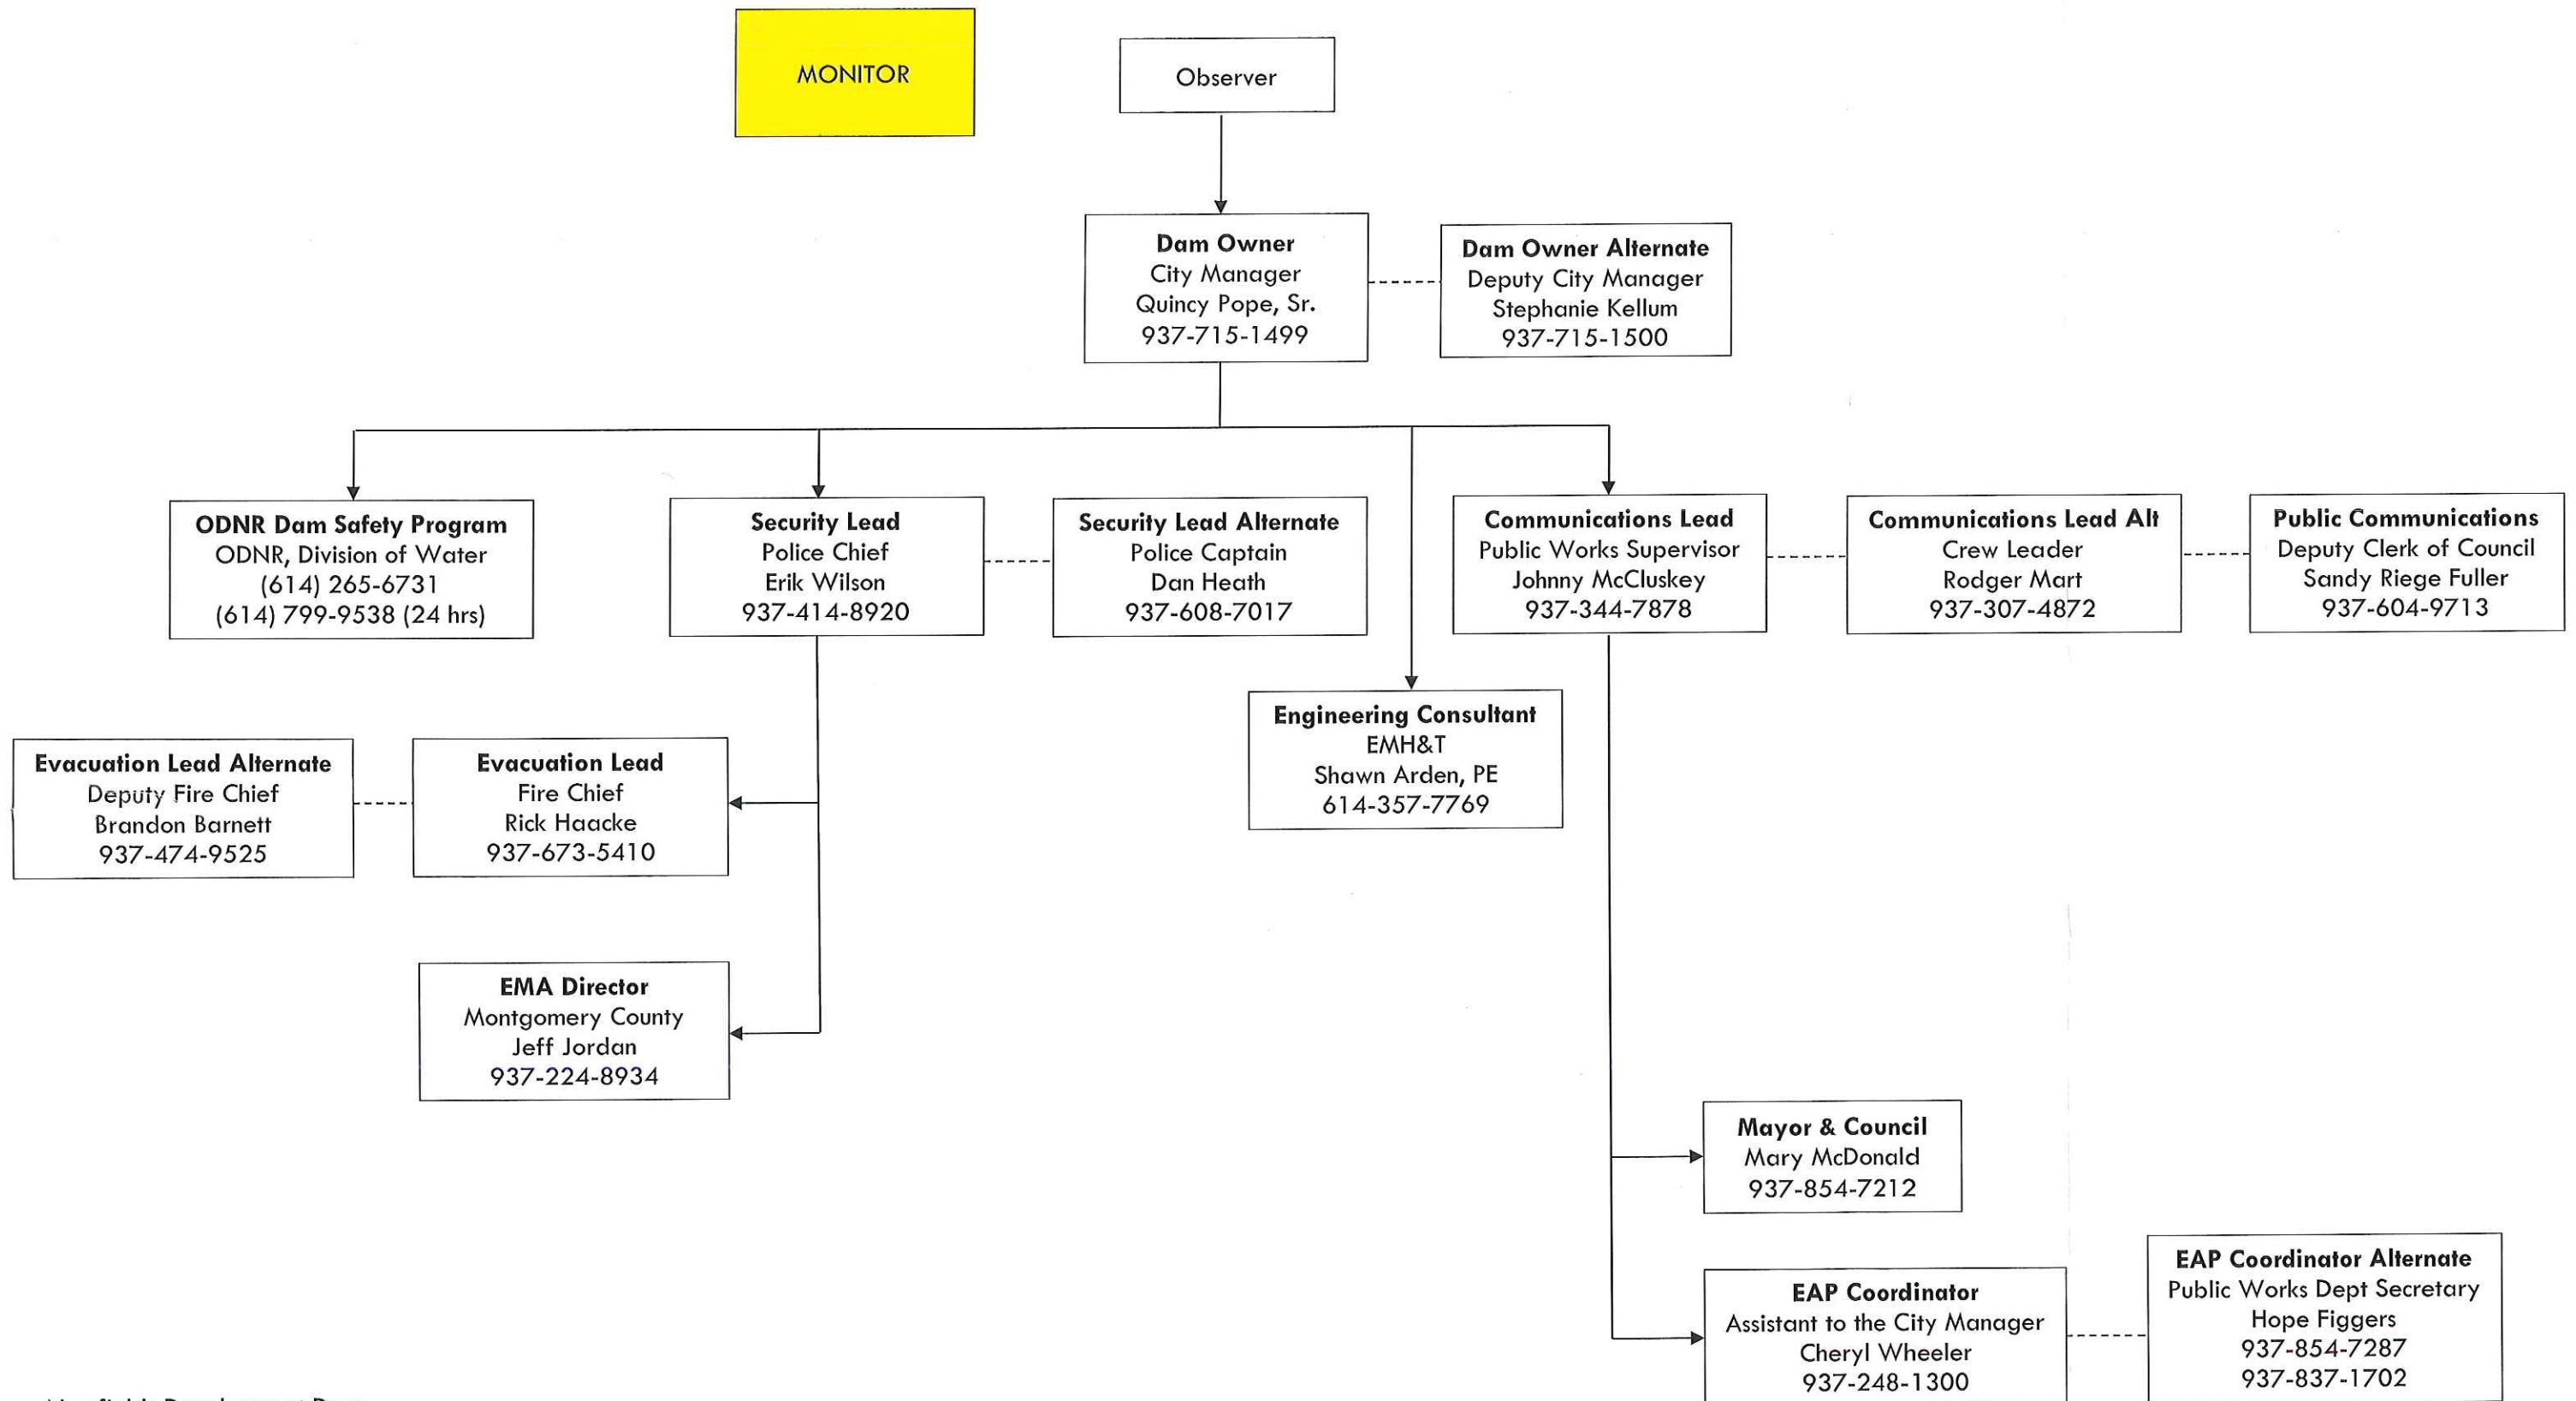 MONITOR
Observer
Dam Owner
City Manager
Quincy Pope, Sr.
937-715-1499
Dam Owner Alternate
Deputy City Manager
Stephanie Kellum
937-715-1500
ODNR Dam Safety Program
ODNR, Division of Water
(614) 265-6731
(614) 799-9538 (24 hrs)
Security Lead
Police Chief
Erik Wilson
937-414-8920
Security Lead Alternate
Police Captain
Dan Heath
937-608-7017
Communications Lead
Public Works Supervisor
Johnny McCluskey
937-344-7878
Communications Lead Alt
Crew Leader
Rodger Mart
937-307-4872
Public Communications
Deputy Clerk of Council
Sandy Riege Fuller
937-604-9713
Engineering Consultant
EMH&T
Shawn Arden, PE
614-357-7769
Evacuation Lead Alternate
Deputy Fire Chief
Brandon Barnett
937-474-9525
Evacuation Lead
Fire Chief
Rick Haacke
937-673-5410
EMA Director
Montgomery County
Jeff Jordan
937-224-8934
Mayor & Council
Mary McDonald
937-854-7212
EAP Coordinator
Assistant to the City Manager
Cheryl Wheeler
937-248-1300
EAP Coordinator Alternate
Public Works Dept Secretary
Hope Figgers
937-854-7287
937-837-1702